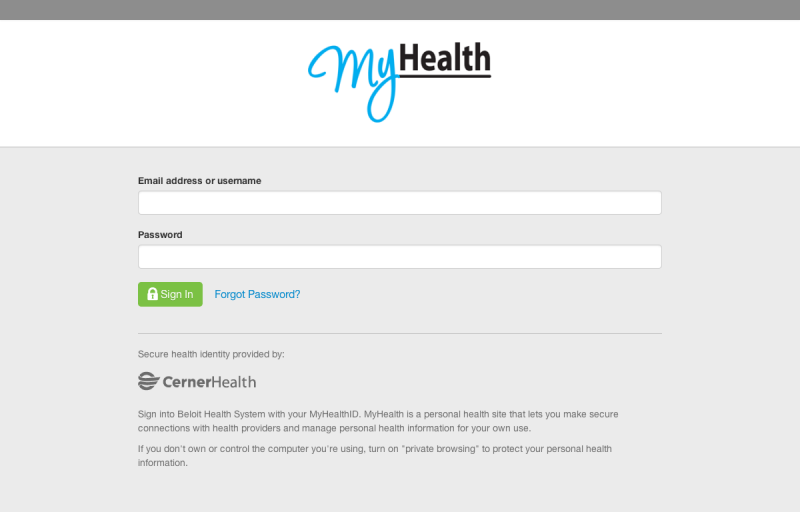 MyHealth
Email address or username
Password
Sign In
Forgot Password?
Secure health identity provided by:
CernerHealth
Sign into Beloit Health System with your MyHealthID. MyHealth is a personal health site that lets you make secure
connections with health providers and manage personal health information for your own use.
If you don't own or control the computer you're using, turn on "private browsing" to protect your personal health
information.